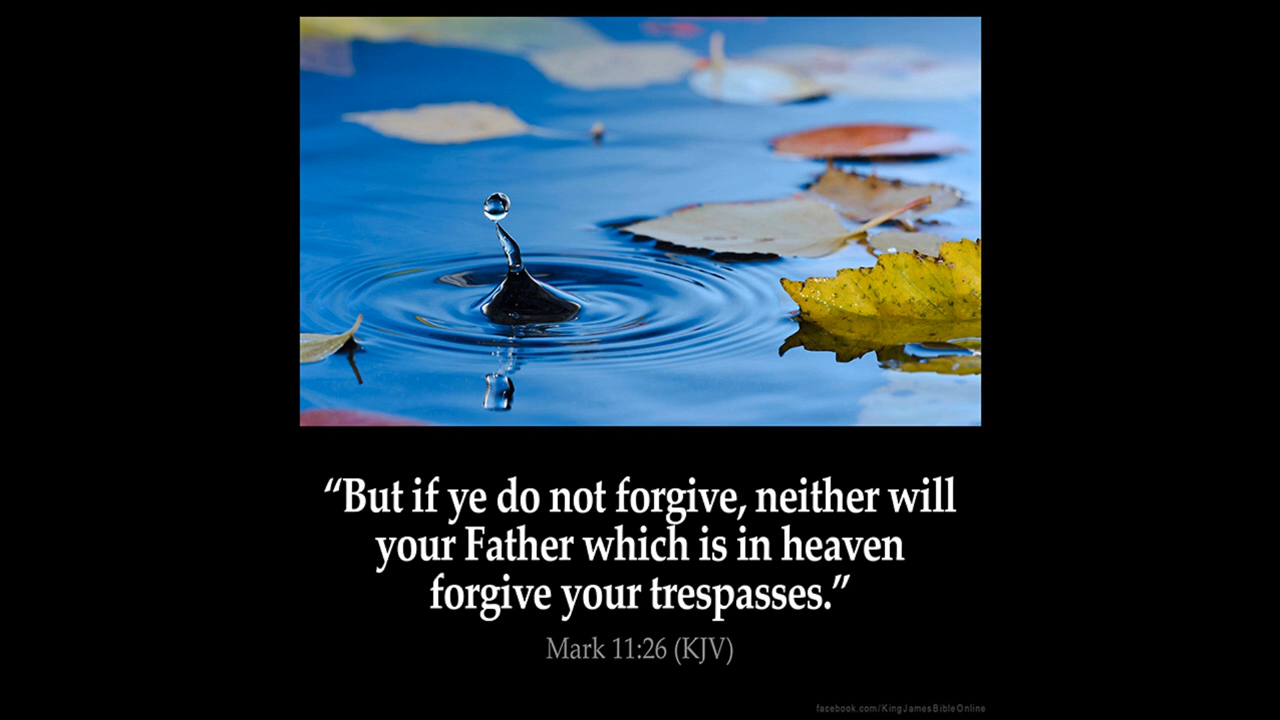 “But if ye do not forgive, neither will
your Father which is in heaven
forgive your trespasses.”
Mark 11:26 (KJV)
facebook.com/KingJamesBibleOnline